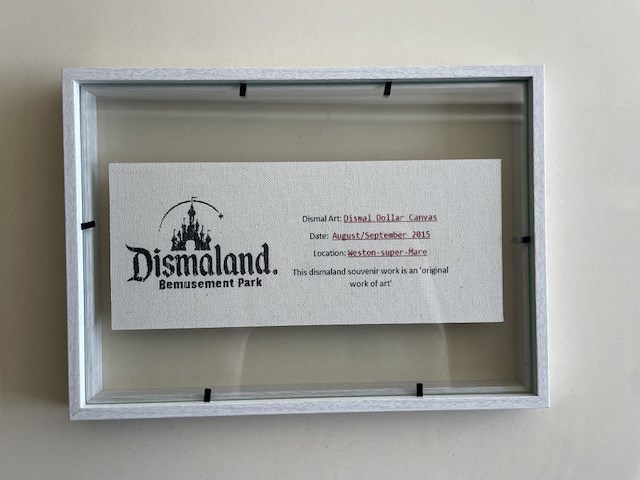 Dismaland.
Bemusement Park
Dismal Art: Dismal Dollar Canvas
Date: August/September 2015
Location: Weston-super-Mare
This dismaland souvenir work is an 'original
work of art'